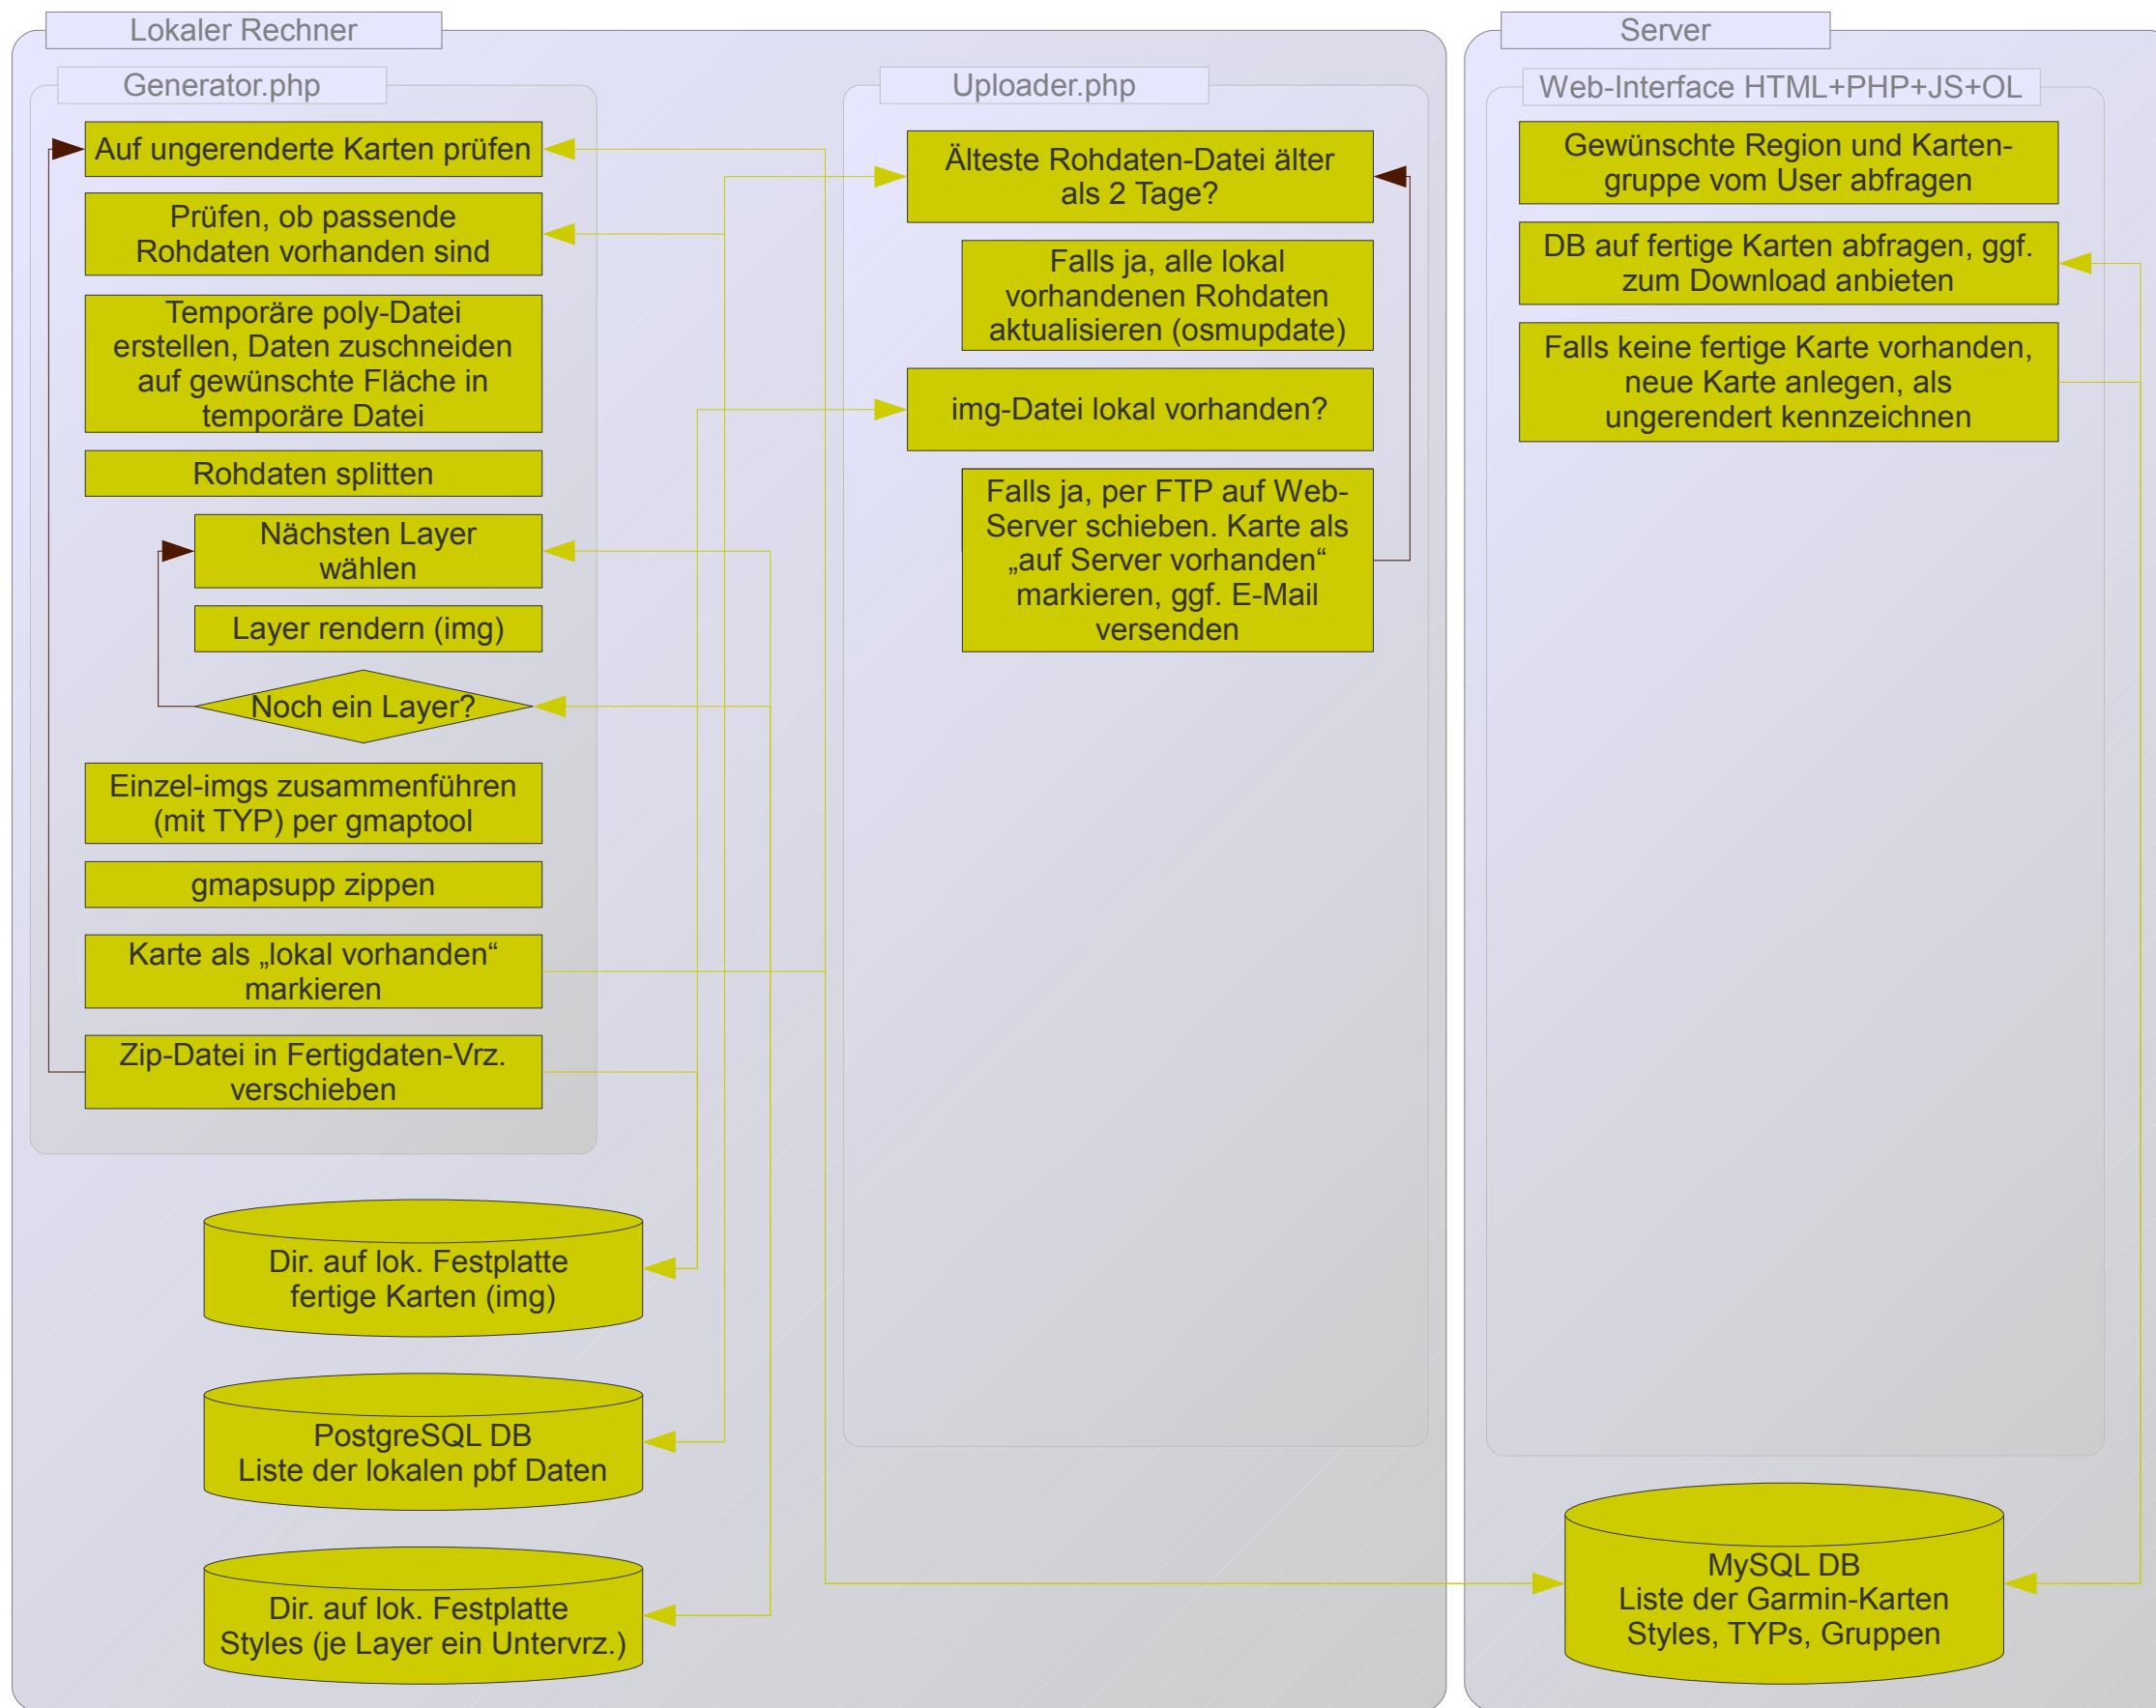 Lokaler Rechner
Generator.php
Auf ungerenderte Karten prüfen
Prüfen, ob passende
Rohdaten vorhanden sind
Temporäre poly-Datei
erstellen, Daten zuschneiden
auf gewünschte Fläche in
temporäre Datei
Rohdaten splitten
Nächsten Layer
wählen
Layer rendern (img)
Noch ein Layer?
Einzel-imgs zusammenführen
(mit TYP) per gmaptool
gmapsupp zippen
Karte als „lokal vorhanden“
markieren
Zip-Datei in Fertigdaten-Vrz.
verschieben
Dir. auf lok. Festplatte
fertige Karten (img)
PostgreSQL DB
Liste der lokalen pbf Daten
Dir. auf lok. Festplatte
Styles (je Layer ein Untervrz.)
Uploader.php
Älteste Rohdaten-Datei älter
als 2 Tage?
Falls ja, alle lokal
vorhandenen Rohdaten
aktualisieren (osmupdate)
img-Datei lokal vorhanden?
Falls ja, per FTP auf Web-
Server schieben. Karte als
„auf Server vorhanden“
markieren, ggf. E-Mail
versenden
Server
Web-Interface HTML+PHP+JS+OL
Gewünschte Region und Karten-
gruppe vom User abfragen
DB auf fertige Karten abfragen, ggf.
zum Download anbieten
Falls keine fertige Karte vorhanden,
neue Karte anlegen, als
ungerendert kennzeichnen
MySQL DB
Liste der Garmin-Karten
Styles, TYPs, Gruppen